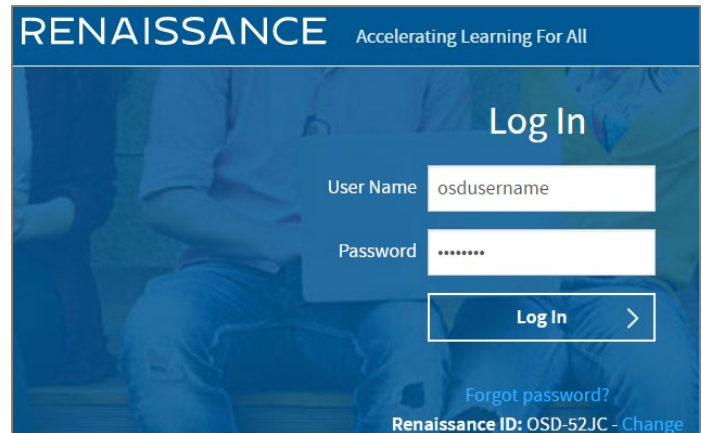 RENAISSANCE Accelerating Learning For All
Log In
User Name osdusername
Password ••••••••
Log In
Forgot password?
Renaissance ID: OSD-52JC - Change